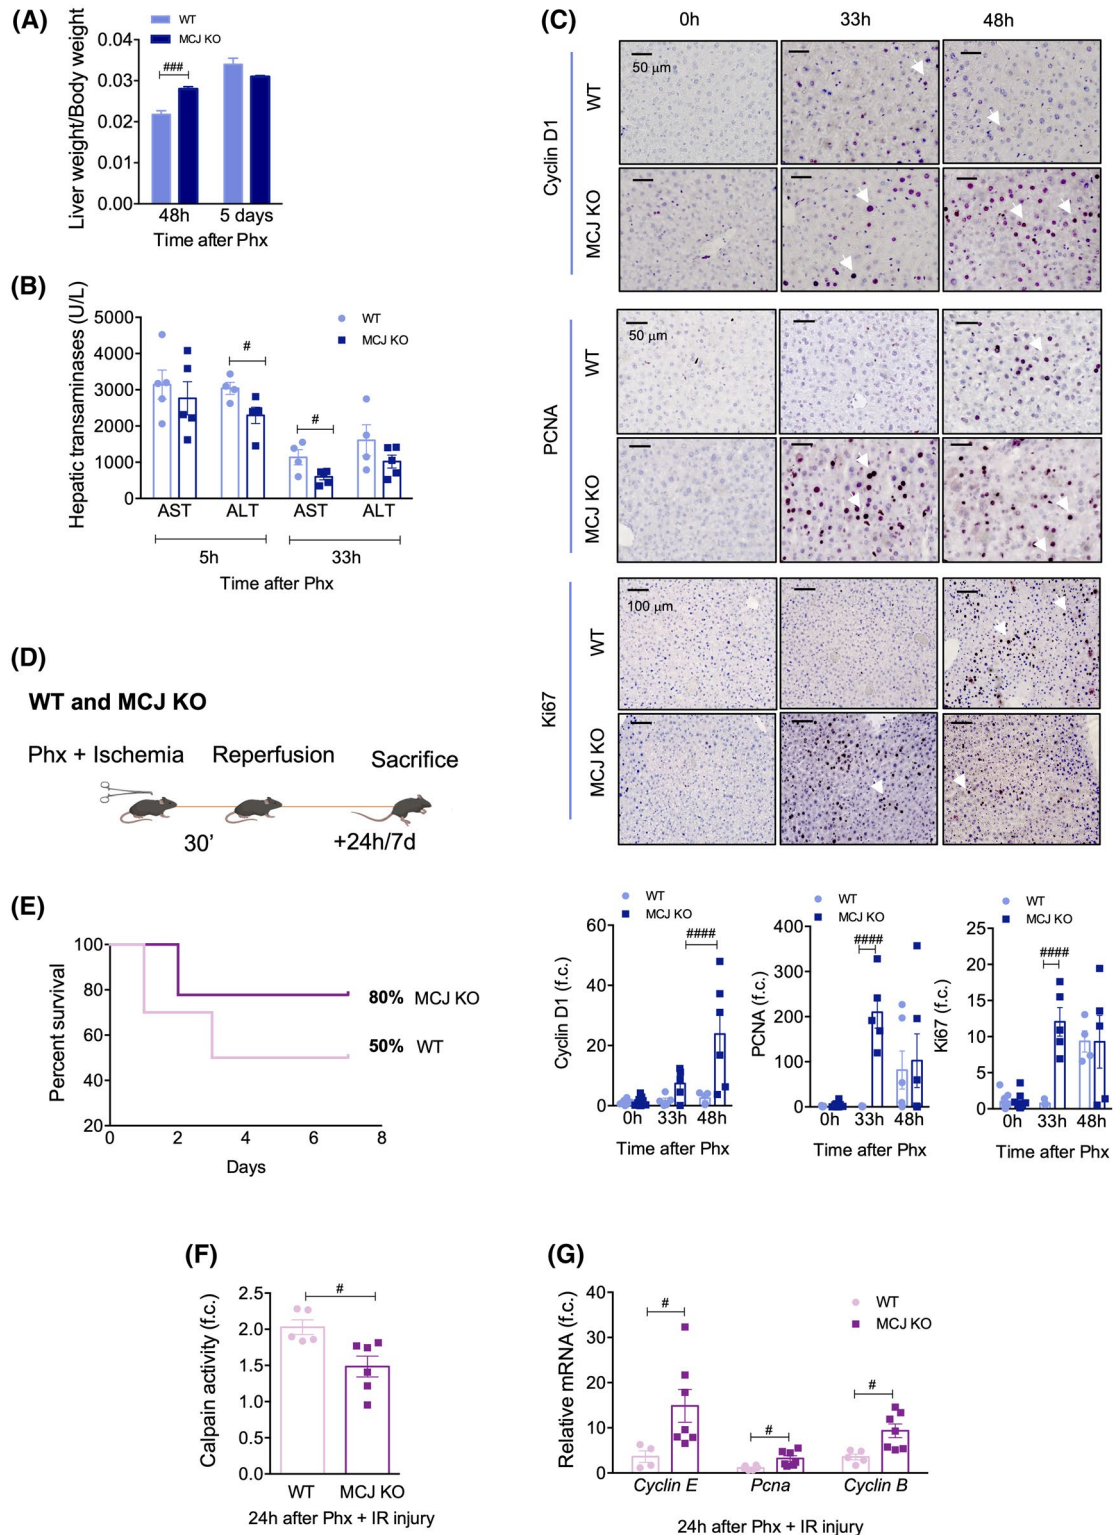 (A)
WT
MCJ KO
Liver weight/Body weight
0.04
0.03
0.02
0.01
0.00
###
48h
5 days
Time after Phx
(B)
Hepatic transaminases (U/L)
5000
4000
3000
2000
1000
0
WT
MCJ KO
#
#
AST
ALT
AST
ALT
5h
33h
Time after Phx
(C)
0h
33h
48h
Cyclin D1
WT
MCJ KO
50 μm
PCNA
WT
MCJ KO
50 μm
Ki67
WT
MCJ KO
100 μm
WT
MCJ KO
Cyclin D1 (f.c.)
60
40
20
0
####
0h
33h
48h
Time after Phx
WT
MCJ KO
PCNA (f.c.)
400
300
200
100
0
####
0h
33h
48h
Time after Phx
WT
MCJ KO
Ki67 (f.c.)
25
20
15
10
5
0
####
0h
33h
48h
Time after Phx
(D)
WT and MCJ KO
Phx + Ischemia
Reperfusion
Sacrifice
30'
+24h/7d
(E)
Percent survival
100
80
60
40
20
0
2
4
6
8
Days
80% MCJ KO
50% WT
(F)
Calpain activity (f.c.)
2.5
2.0
1.5
1.0
0.5
0.0
#
WT
MCJ KO
24h after Phx + IR injury
(G)
Relative mRNA (f.c.)
40
30
20
10
0
WT
MCJ KO
#
#
#
Cyclin E
Pcna
Cyclin B
24h after Phx + IR injury